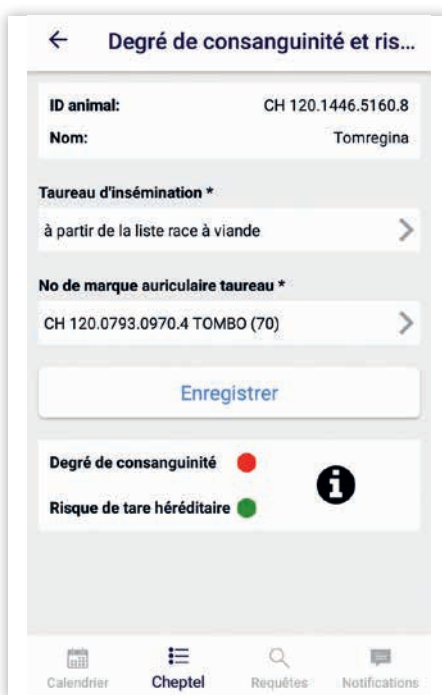 Degré de consanguinité et ris...
ID animal: CH 120.1446.5160.8
Nom: Tomregina
Taureau d'insémination *
à partir de la liste race à viande
No de marque auriculaire taureau *
CH 120.0793.0970.4 TOMBO (70)
Enregistrer
Degré de consanguinité
Risque de tare héréditaire
Calendrier Cheptel Requêtes Notifications